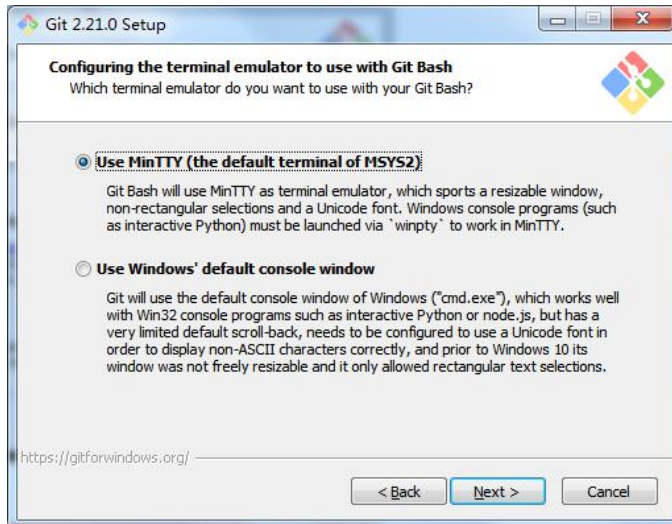 Git 2.21.0 Setup
Configuring the terminal emulator to use with Git Bash
Which terminal emulator do you want to use with your Git Bash?
Use MinTTY (the default terminal of MSYS2)
Git Bash will use MinTTY as terminal emulator, which sports a resizable window,
non-rectangular selections and a Unicode font. Windows console programs (such
as interactive Python) must be launched via `winpty` to work in MinTTY.
Use Windows' default console window
Git will use the default console window of Windows ("cmd.exe"), which works well
with Win32 console programs such as interactive Python or node.js, but has a
very limited default scroll-back, needs to be configured to use a Unicode font in
order to display non-ASCII characters correctly, and prior to Windows 10 its
window was not freely resizable and it only allowed rectangular text selections.
https://gitforwindows.org/
< Back
Next >
Cancel